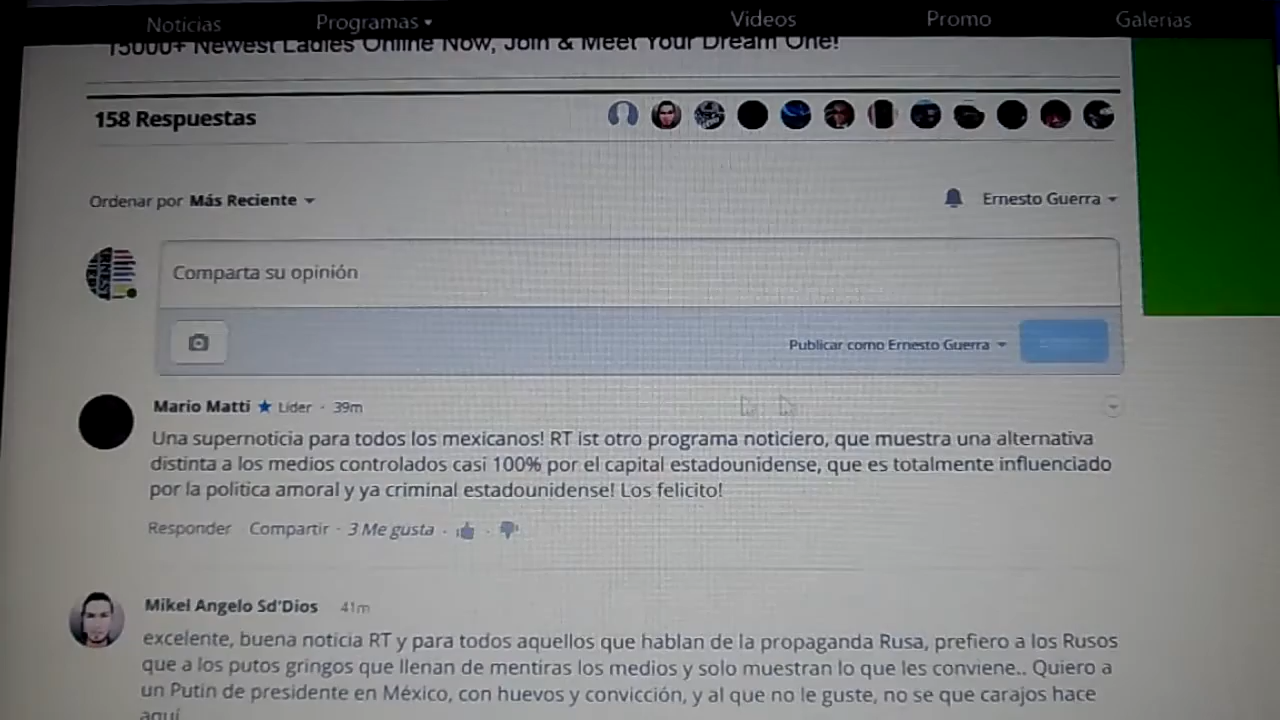 Noticias Programas Videos Promo Galerías
15000+ Newest Ladies Online Now, Join & Meet Your Dream One!
158 Respuestas
Ordenar por Más Reciente
Ernesto Guerra
Comparta su opinión
Publicar como Ernesto Guerra
Mario Matti ★ Líder · 39m
Una supernoticia para todos los mexicanos! RT ist otro programa noticiero, que muestra una alternativa
distinta a los medios controlados casi 100% por el capital estadounidense, que es totalmente influenciado
por la politica amoral y ya criminal estadounidense! Los felicito!
Responder Compartir · 3 Me gusta · ·
Mikel Angelo Sd'Dios 41m
excelente, buena noticia RT y para todos aquellos que hablan de la propaganda Rusa, prefiero a los Rusos
que a los putos gringos que llenan de mentiras los medios y solo muestran lo que les conviene.. Quiero a
un Putin de presidente en México, con huevos y convicción, y al que no le guste, no se que carajos hace
aquí